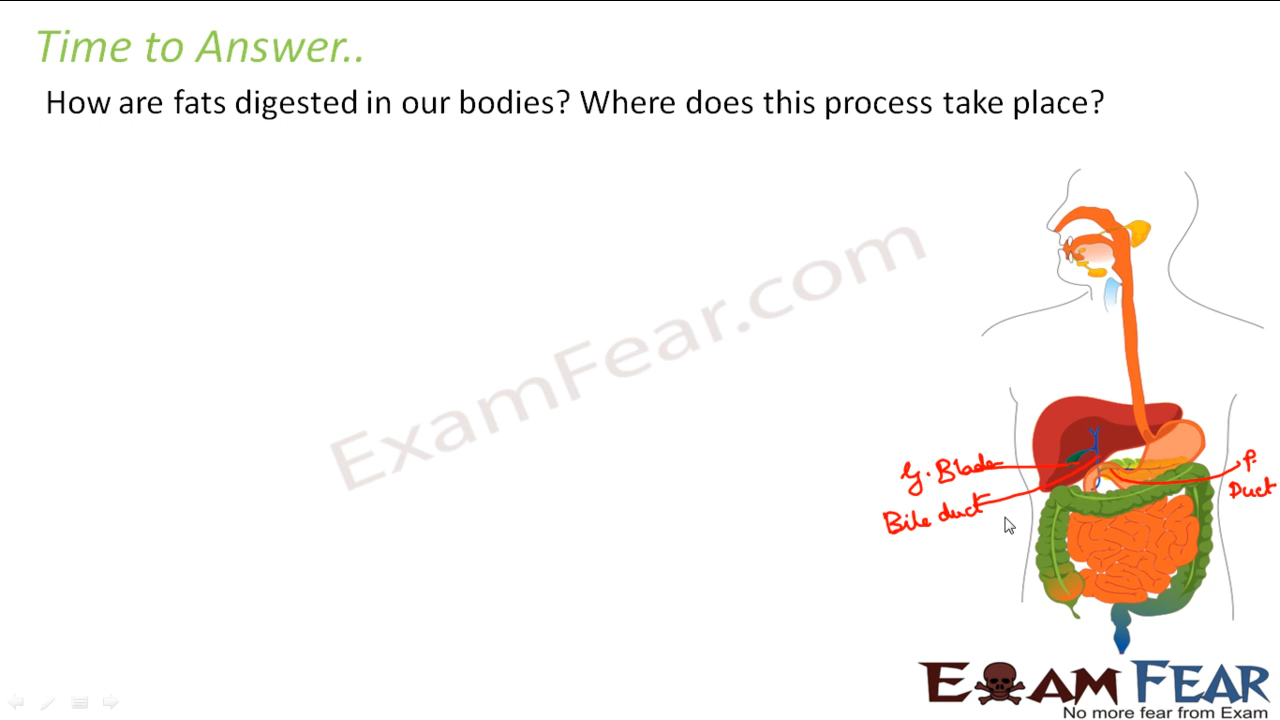 Time to Answer..
How are fats digested in our bodies? Where does this process take place?
ExamFear.com
G. Blader
P.
Duct
Bile duct
EXAM FEAR
No more fear from Exam